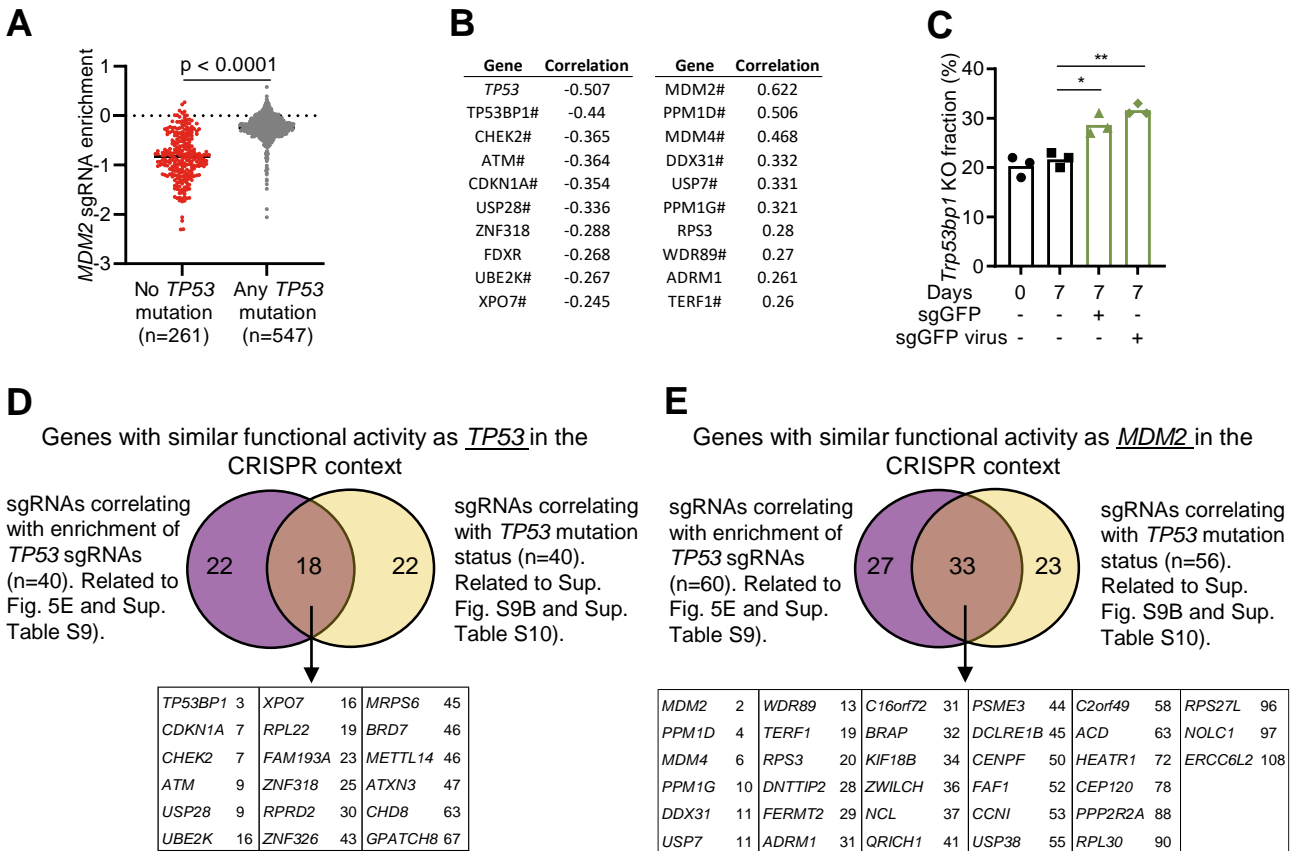 A
MDM2 sgRNA enrichment
1
0
-1
-2
-3
p < 0.0001
No TP53 mutation (n=261)
Any TP53 mutation (n=547)
B
Gene Correlation
TP53 -0.507
TP53BP1# -0.44
CHEK2# -0.365
ATM# -0.364
CDKN1A# -0.354
USP28# -0.336
ZNF318 -0.288
FDXR -0.268
UBE2K# -0.267
XPO7# -0.245
Gene Correlation
MDM2# 0.622
PPM1D# 0.506
MDM4# 0.468
DDX31# 0.332
USP7# 0.331
PPM1G# 0.321
RPS3 0.28
WDR89# 0.27
ADRM1 0.261
TERF1# 0.26
C
Trp53bp1 KO fraction (%)
40
30
20
10
0
**
*
Days 0 7 7 7
sgGFP - - + -
sgGFP virus - - - +
D
Genes with similar functional activity as TP53 in the
CRISPR context
sgRNAs correlating
with enrichment of
TP53 sgRNAs
(n=40). Related to
Fig. 5E and Sup.
Table S9).
22 18 22
sgRNAs correlating
with TP53 mutation
status (n=40).
Related to Sup.
Fig. S9B and Sup.
Table S10).
TP53BP1 3 XPO7 16 MRPS6 45
CDKN1A 7 RPL22 19 BRD7 46
CHEK2 7 FAM193A 23 METTL14 46
ATM 9 ZNF318 25 ATXN3 47
USP28 9 RPRD2 30 CHD8 63
UBE2K 16 ZNF326 43 GPATCH8 67
E
Genes with similar functional activity as MDM2 in the
CRISPR context
sgRNAs correlating
with enrichment of
TP53 sgRNAs
(n=60). Related to
Fig. 5E and Sup.
Table S9).
27 33 23
sgRNAs correlating
with TP53 mutation
status (n=56).
Related to Sup.
Fig. S9B and Sup.
Table S10).
MDM2 2 WDR89 13 C16orf72 31 PSME3 44 C2orf49 58 RPS27L 96
PPM1D 4 TERF1 19 BRAP 32 DCLRE1B 45 ACD 63 NOLC1 97
MDM4 6 RPS3 20 KIF18B 34 CENPF 50 HEATR1 72 ERCC6L2 108
PPM1G 10 DNTTIP2 28 ZWILCH 36 FAF1 52 CEP120 78
DDX31 11 FERMT2 29 NCL 37 CCNI 53 PPP2R2A 88
USP7 11 ADRM1 31 QRICH1 41 USP38 55 RPL30 90